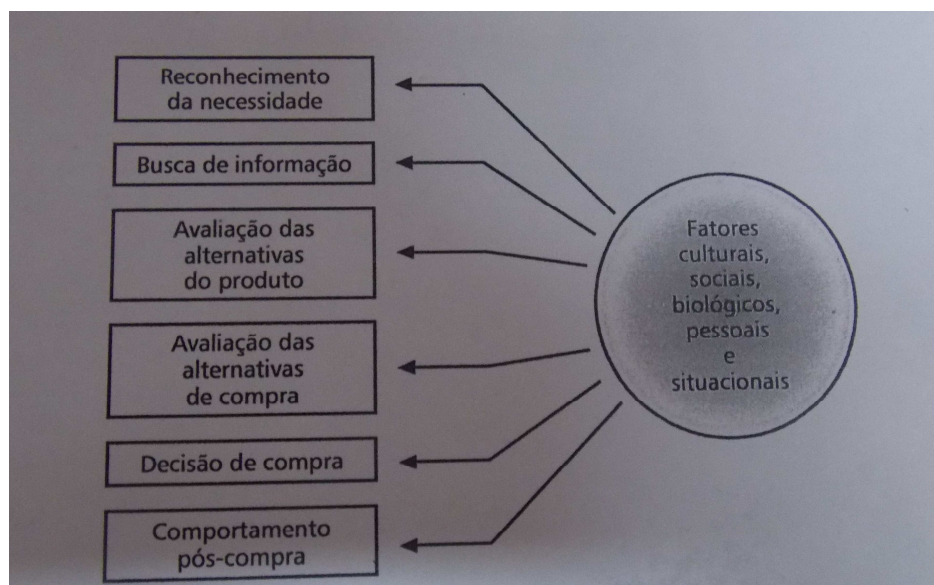 Reconhecimento
da necessidade
Busca de informação
Avaliação das
alternativas
do produto
Avaliação das
alternativas
de compra
Decisão de compra
Comportamento
pós-compra
Fatores
culturais,
sociais,
biológicos,
pessoais
e
situacionais